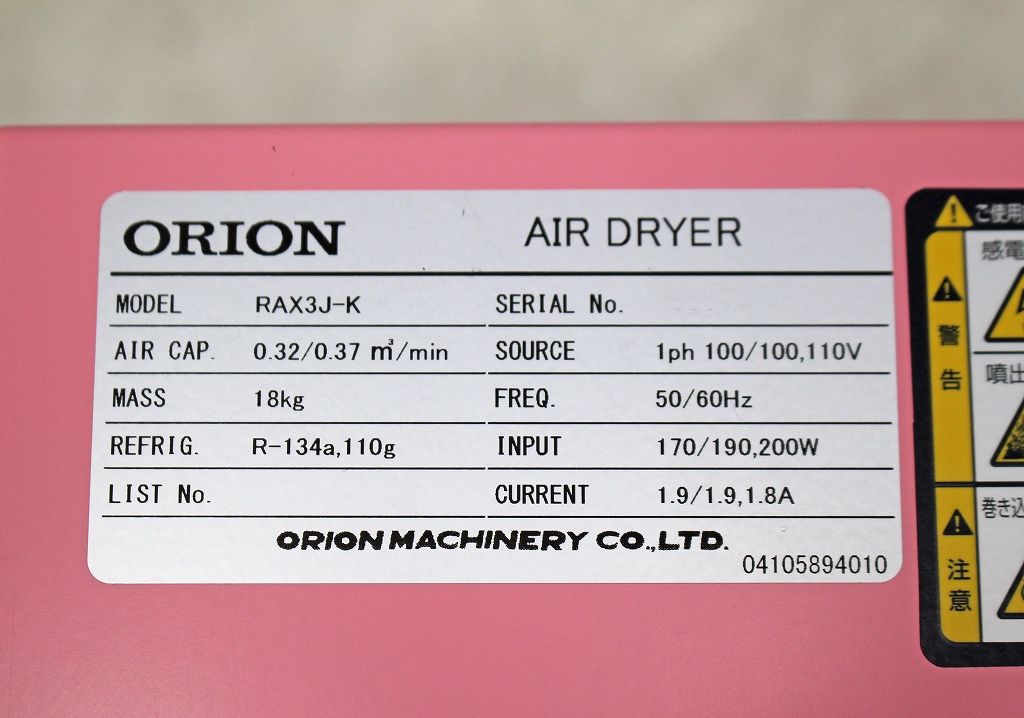 ORION AIR DRYER
MODEL RAX3J-K SERIAL No.
AIR CAP. 0.32/0.37 m³/min SOURCE 1ph 100/100,110V
MASS 18kg FREQ. 50/60Hz
REFRIG. R-134a,110g INPUT 170/190,200W
LIST No. CURRENT 1.9/1.9,1.8A
ORION MACHINERY CO.,LTD.
04105894010
ご使用
警告
感電
噴出
注意
巻き込